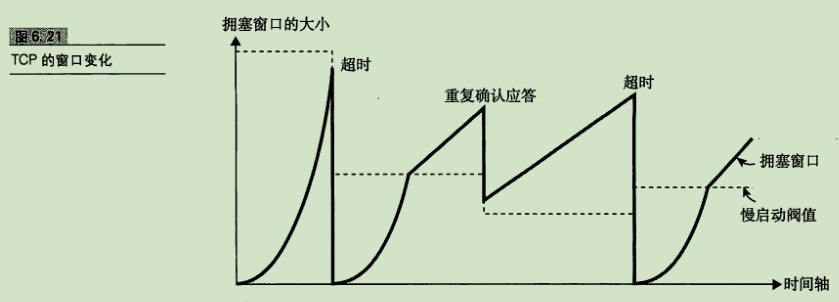 图6.21
TCP 的窗口变化
拥塞窗口的大小
超时
重复确认应答
超时
拥塞窗口
慢启动阀值
时间轴